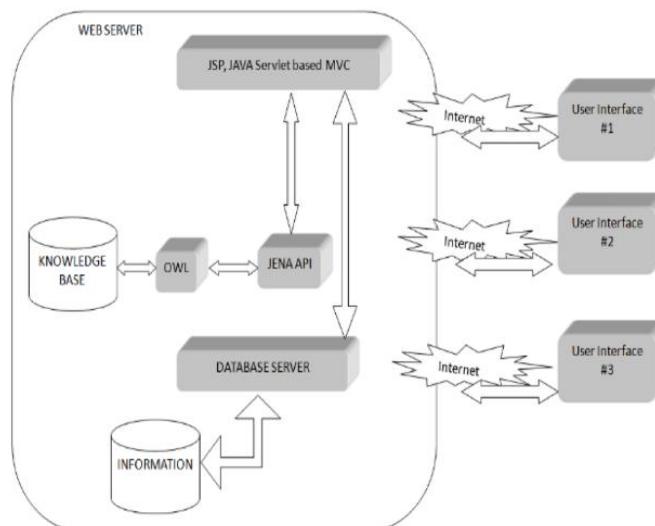 WEB SERVER
JSP, JAVA Servlet based MVC
Internet
User Interface
#1
KNOWLEDGE
BASE
OWL
JENA API
Internet
User Interface
#2
DATABASE SERVER
Internet
User Interface
#3
INFORMATION